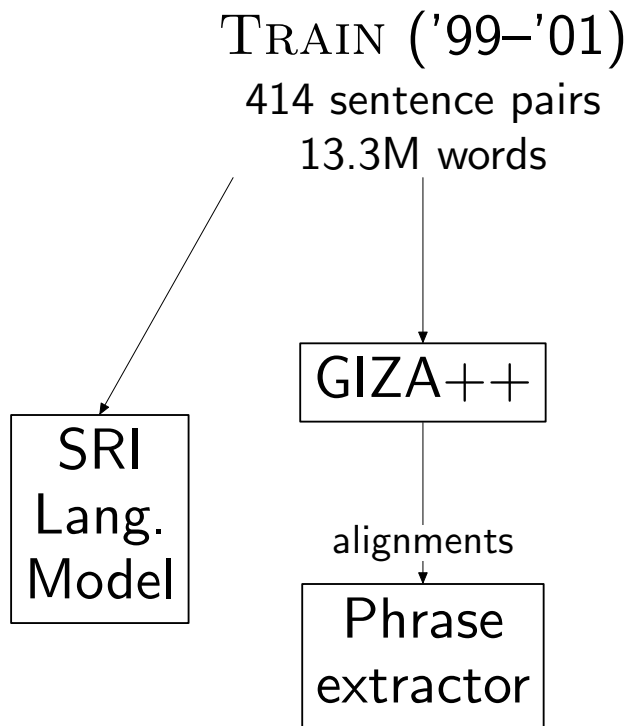 TRAIN ('99–'01)
414 sentence pairs
13.3M words
GIZA++
SRI
Lang.
Model
alignments
Phrase
extractor